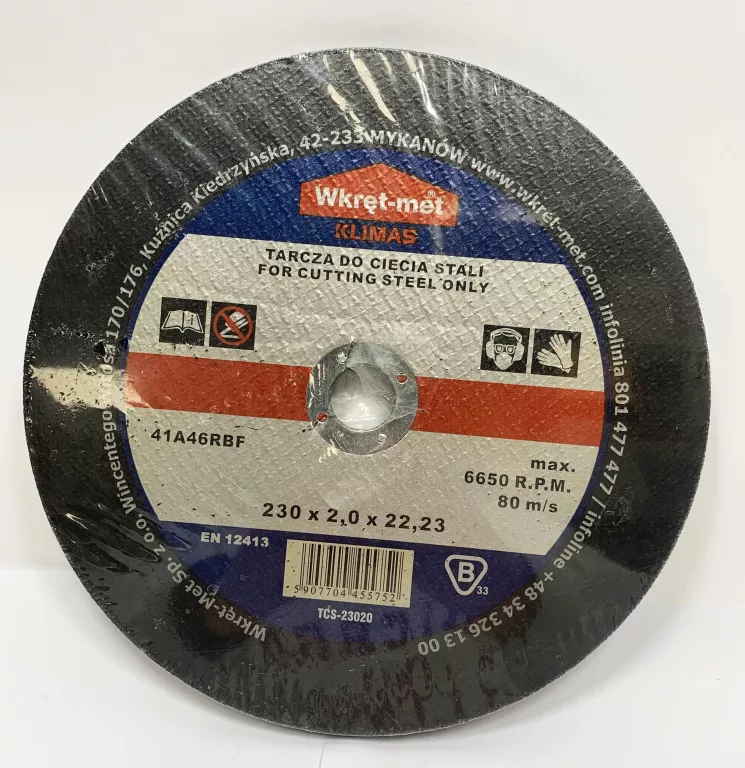 Wkręt-Met Sp. z o.o. Wincentego Witosa 170/176, Kuźnica Kiedrzyńska, 42-233 MYKANÓW www.wkret-met.com infolinia 801 477 477 / infoline +48 34 326 13 00
Wkręt-met®
KLIMAS
TARCZA DO CIĘCIA STALI
FOR CUTTING STEEL ONLY
41A46RBF
max.
6650 R.P.M.
80 m/s
230 x 2,0 x 22,23
EN 12413
5 907704 455752
B 33
TCS-23020